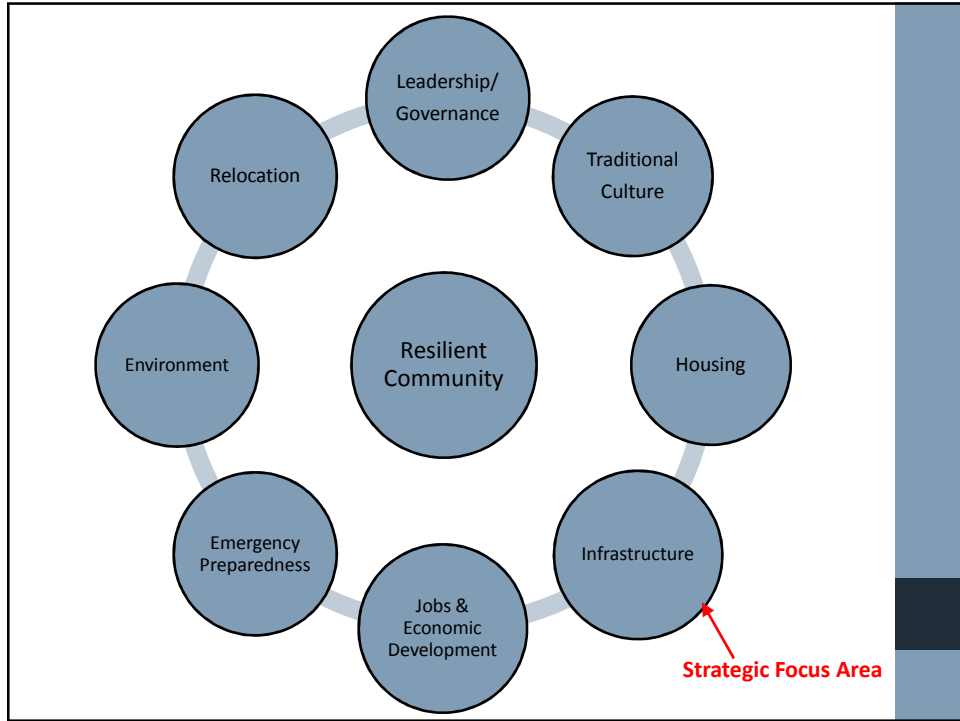 Leadership/
Governance
Traditional
Culture
Relocation
Resilient
Community
Environment
Housing
Emergency
Preparedness
Infrastructure
Jobs &
Economic
Development
Strategic Focus Area